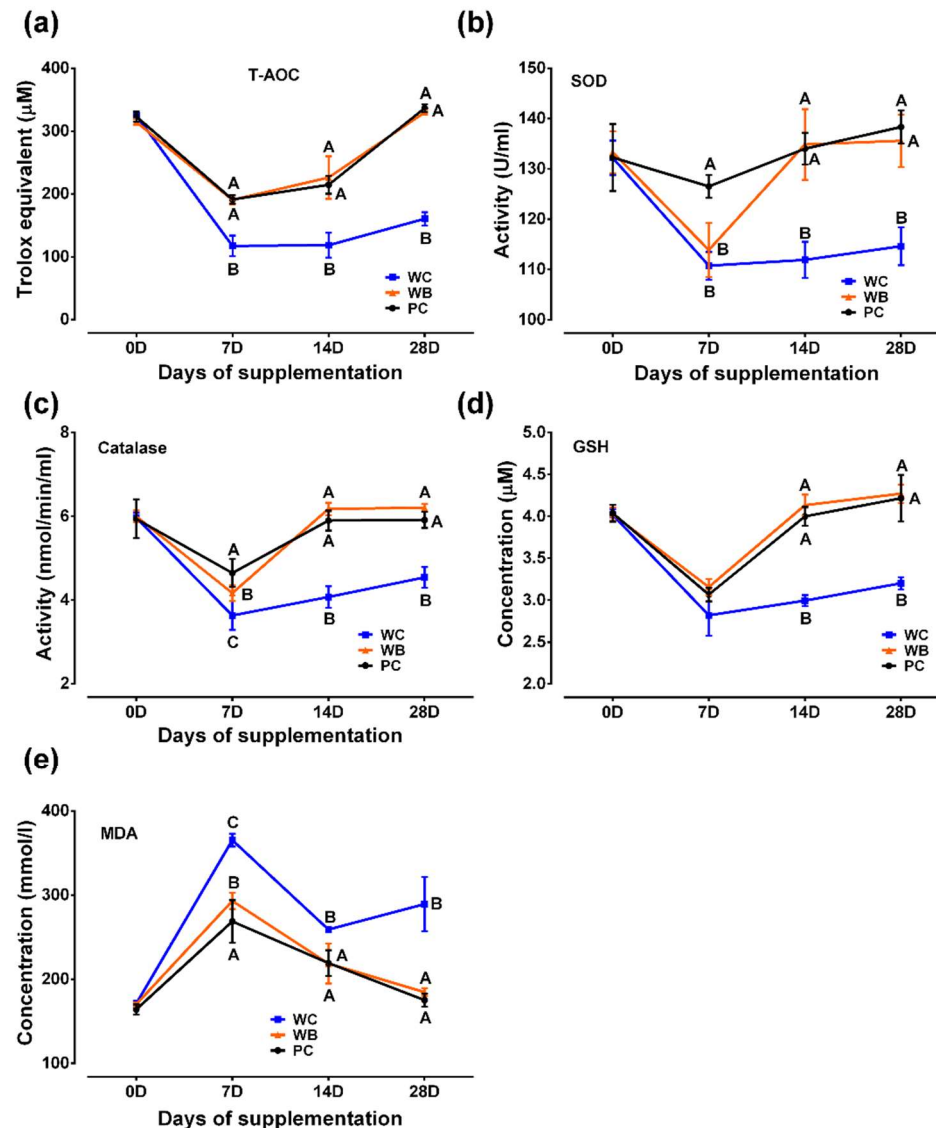 (a)
T-AOC
Trolox equivalent (μM)
400
300
200
100
0
A
A
A
A
A
A
B
B
B
WC
WB
PC
0D 7D 14D 28D
Days of supplementation
(b)
SOD
Activity (U/ml)
150
140
130
120
110
100
A
A
A
A
A
B
B
B
B
WC
WB
PC
0D 7D 14D 28D
Days of supplementation
(c)
Catalase
Activity (nmol/min/ml)
8
6
4
2
A
A
A
A
A
B
B
B
C
WC
WB
PC
0D 7D 14D 28D
Days of supplementation
(d)
GSH
Concentration (μM)
5.0
4.5
4.0
3.5
3.0
2.5
2.0
A
A
A
A
B
B
WC
WB
PC
0D 7D 14D 28D
(e)
MDA
Concentration (mmol/l)
400
300
200
100
C
B
A
B
A
A
B
A
A
WC
WB
PC
0D 7D 14D 28D
Days of supplementation